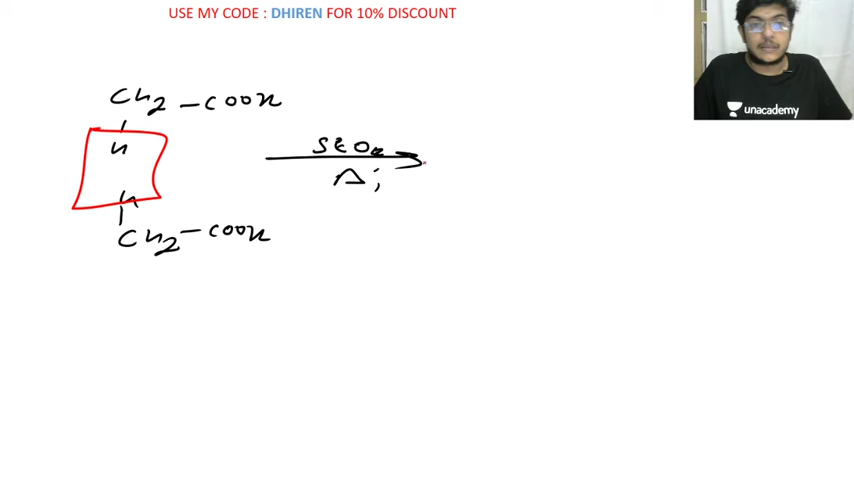 USE MY CODE : DHIREN FOR 10% DISCOUNT
unacademy
CH2 - COOH
SeO2
H
Δ;
H
CH2 - COOH